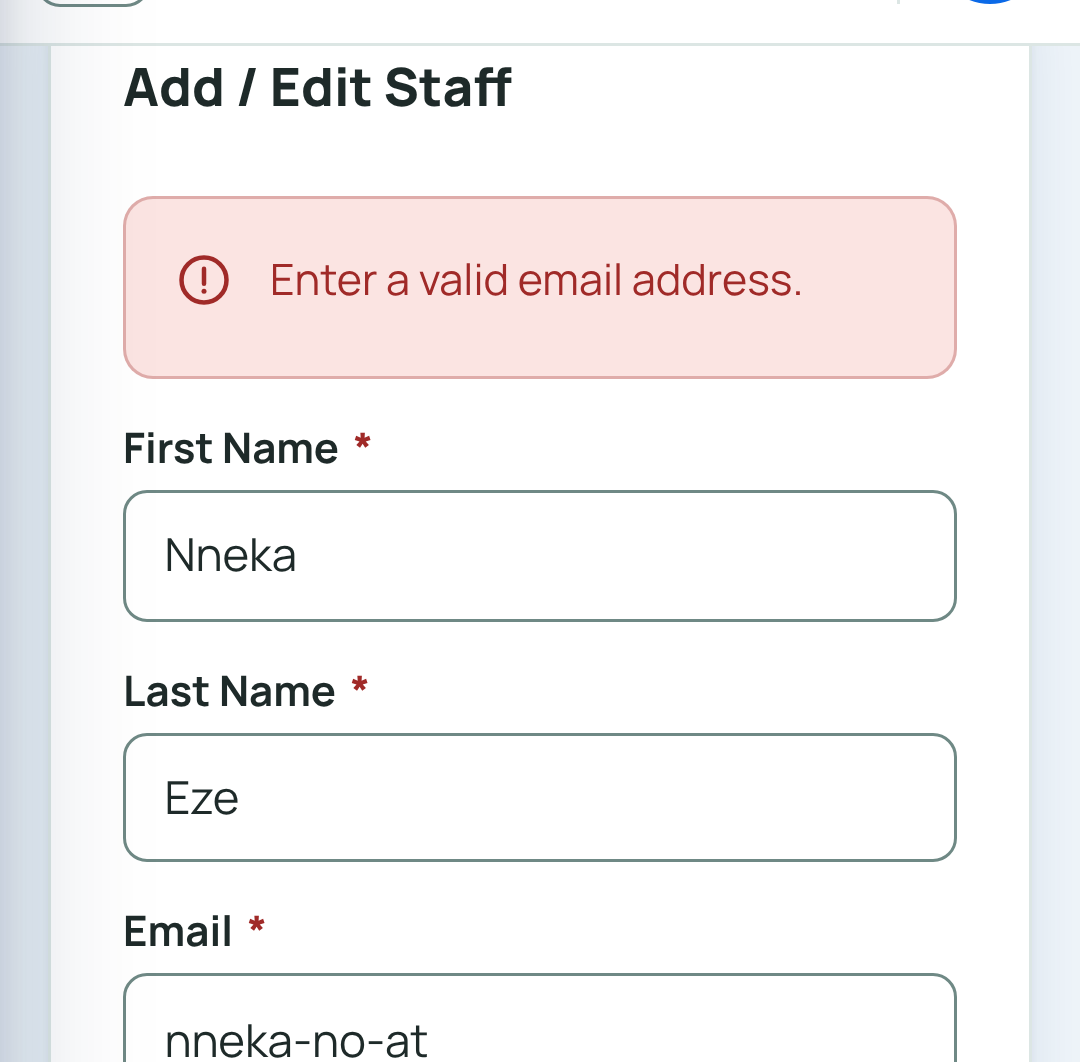 Add / Edit Staff
Enter a valid email address.
First Name *
Nneka
Last Name *
Eze
Email *
nneka-no-at